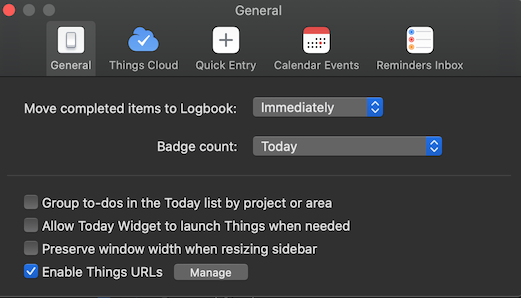 General
General Things Cloud Quick Entry Calendar Events Reminders Inbox
Move completed items to Logbook: Immediately
Badge count: Today
Group to-dos in the Today list by project or area
Allow Today Widget to launch Things when needed
Preserve window width when resizing sidebar
Enable Things URLs Manage